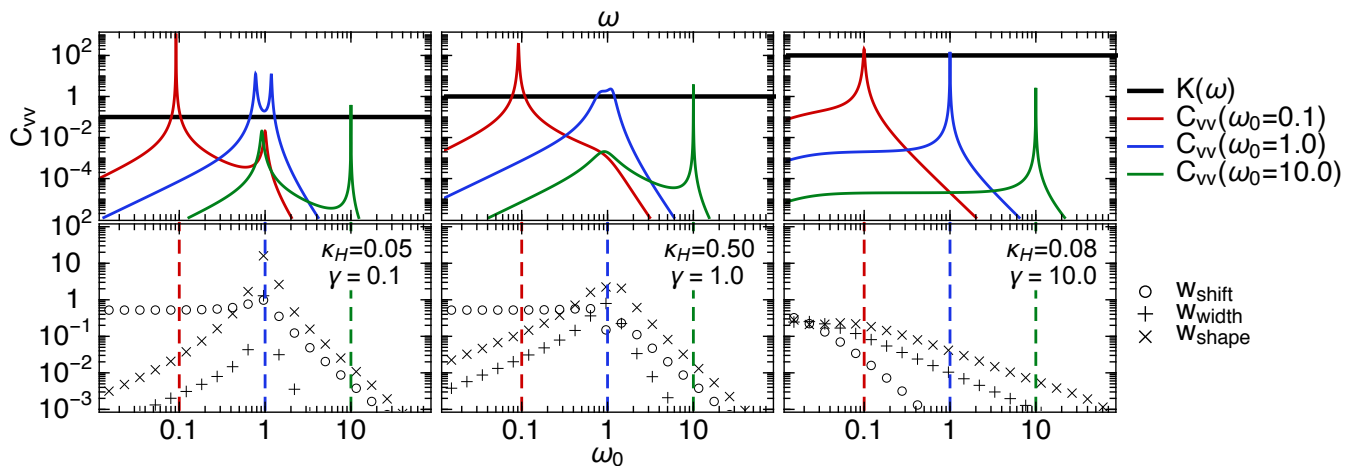 ω
10²
1
10⁻²
10⁻⁴
10²
C_vv
K(ω)
C_vv(ω₀=0.1)
C_vv(ω₀=1.0)
C_vv(ω₀=10.0)
10
1
10⁻¹
10⁻²
10⁻³
κ_H=0.05
γ = 0.1
κ_H=0.50
γ = 1.0
κ_H=0.08
γ = 10.0
w_shift
w_width
w_shape
0.1 1 10 0.1 1 10 0.1 1 10
ω₀